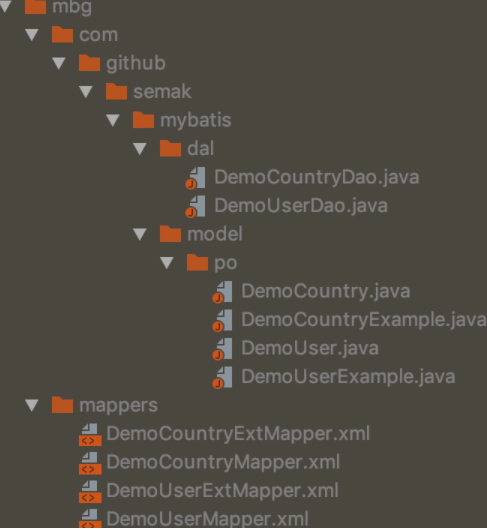 mbg
com
github
semak
mybatis
dal
DemoCountryDao.java
DemoUserDao.java
model
po
DemoCountry.java
DemoCountryExample.java
DemoUser.java
DemoUserExample.java
mappers
DemoCountryExtMapper.xml
DemoCountryMapper.xml
DemoUserExtMapper.xml
DemoUserMapper.xml